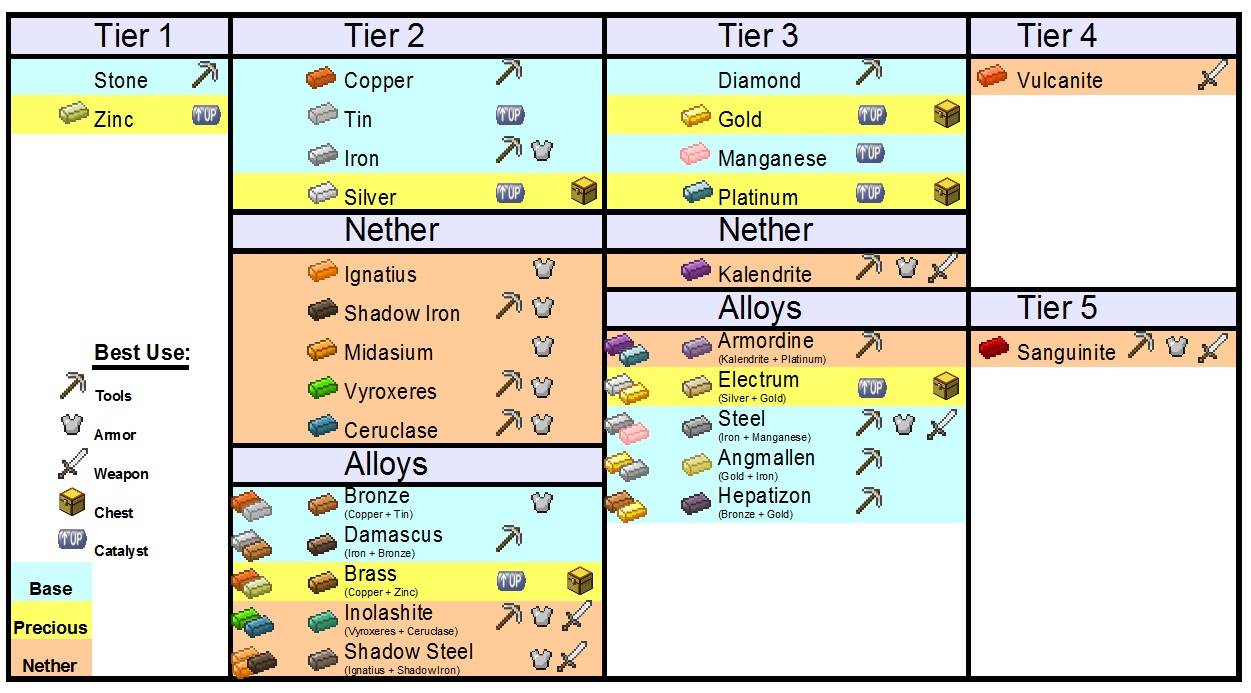 Tier 1
Stone
Zinc
↑UP
Best Use:
Tools
Armor
Weapon
Chest
↑UP
Catalyst
Base
Precious
Nether
Tier 2
Copper
Tin
↑UP
Iron
Silver
↑UP
Nether
Ignatius
Shadow Iron
Midasium
Vyroxeres
Ceruclase
Alloys
Bronze
(Copper + Tin)
Damascus
(Iron + Bronze)
Brass
↑UP
(Copper + Zinc)
Inolashite
(Vyroxeres + Ceruclase)
Shadow Steel
(Ignatius + ShadowIron)
Tier 3
Diamond
Gold
↑UP
Manganese
↑UP
Platinum
↑UP
Nether
Kalendrite
Alloys
Armordine
(Kalendrite + Platinum)
Electrum
↑UP
(Silver + Gold)
Steel
(Iron + Manganese)
Angmallen
(Gold + Iron)
Hepatizon
(Bronze + Gold)
Tier 4
Vulcanite
Tier 5
Sanguinite